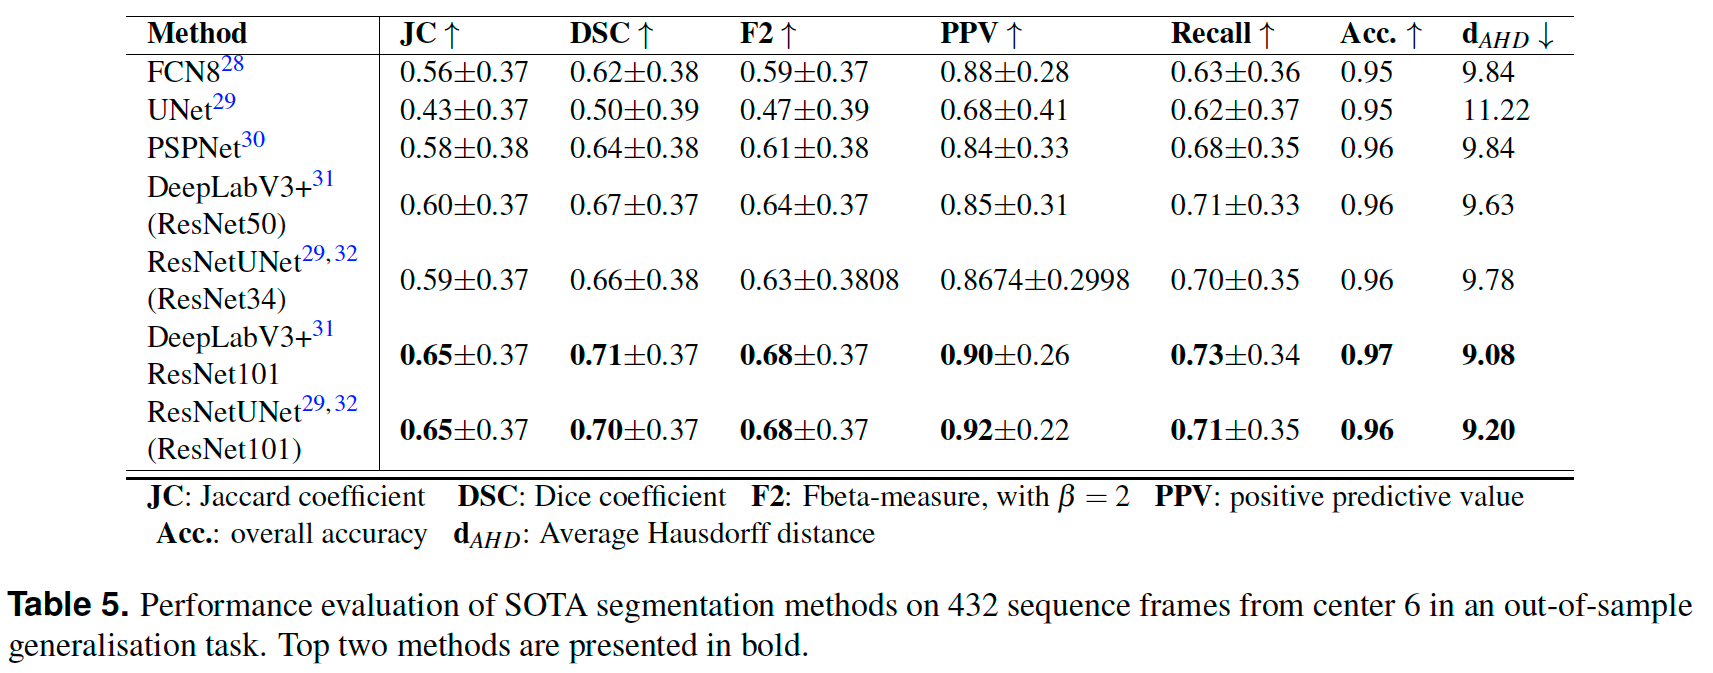 Method JC ↑ DSC ↑ F2 ↑ PPV ↑ Recall ↑ Acc. ↑ d_AHD ↓
FCN8^28 0.56±0.37 0.62±0.38 0.59±0.37 0.88±0.28 0.63±0.36 0.95 9.84
UNet^29 0.43±0.37 0.50±0.39 0.47±0.39 0.68±0.41 0.62±0.37 0.95 11.22
PSPNet^30 0.58±0.38 0.64±0.38 0.61±0.38 0.84±0.33 0.68±0.35 0.96 9.84
DeepLabV3+^31
(ResNet50) 0.60±0.37 0.67±0.37 0.64±0.37 0.85±0.31 0.71±0.33 0.96 9.63
ResNetUNet^29, 32
(ResNet34) 0.59±0.37 0.66±0.38 0.63±0.3808 0.8674±0.2998 0.70±0.35 0.96 9.78
DeepLabV3+^31
ResNet101 0.65±0.37 0.71±0.37 0.68±0.37 0.90±0.26 0.73±0.34 0.97 9.08
ResNetUNet^29, 32
(ResNet101) 0.65±0.37 0.70±0.37 0.68±0.37 0.92±0.22 0.71±0.35 0.96 9.20
JC: Jaccard coefficient DSC: Dice coefficient F2: Fbeta-measure, with β = 2 PPV: positive predictive value
Acc.: overall accuracy d_AHD: Average Hausdorff distance
Table 5. Performance evaluation of SOTA segmentation methods on 432 sequence frames from center 6 in an out-of-sample
generalisation task. Top two methods are presented in bold.